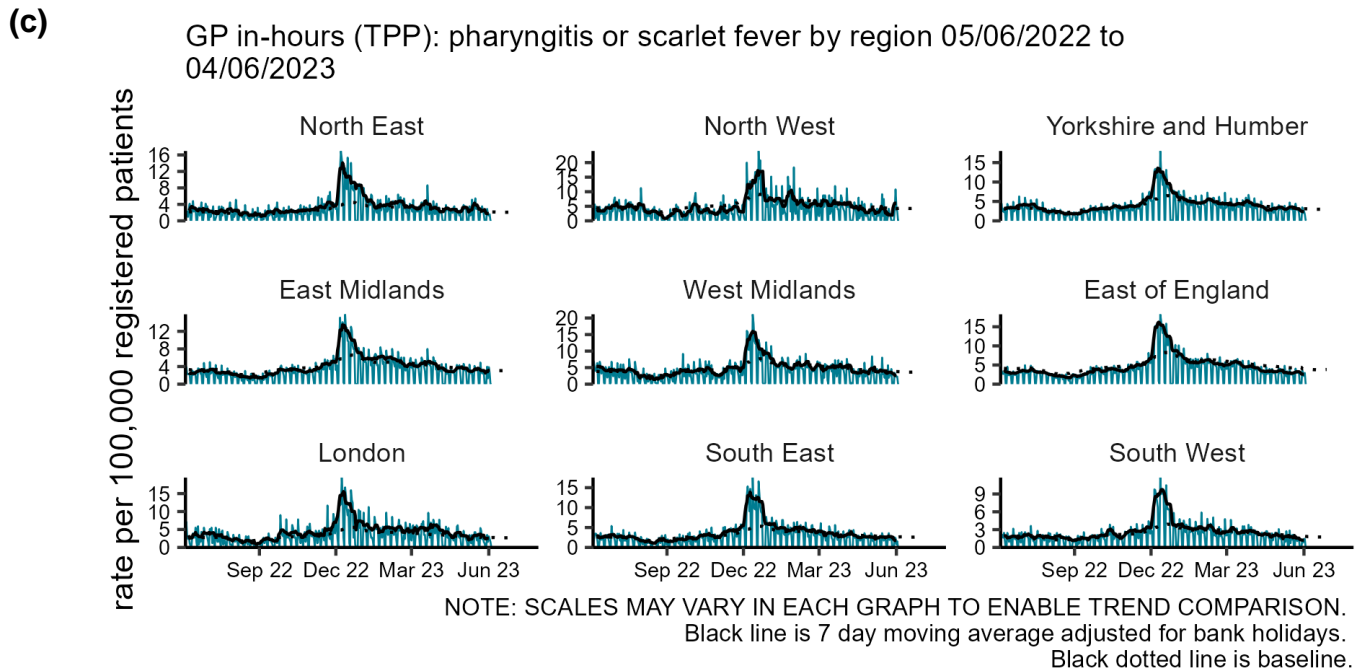 (c)
GP in-hours (TPP): pharyngitis or scarlet fever by region 05/06/2022 to
04/06/2023
rate per 100,000 registered patients
North East
16
12
8
4
0
North West
20
15
10
5
0
Yorkshire and Humber
15
10
5
0
East Midlands
12
8
4
0
West Midlands
20
15
10
5
0
East of England
15
10
5
0
London
15
10
5
0
Sep 22 Dec 22 Mar 23 Jun 23
South East
15
10
5
0
Sep 22 Dec 22 Mar 23 Jun 23
South West
9
6
3
0
Sep 22 Dec 22 Mar 23 Jun 23
NOTE: SCALES MAY VARY IN EACH GRAPH TO ENABLE TREND COMPARISON.
Black line is 7 day moving average adjusted for bank holidays.
Black dotted line is baseline.